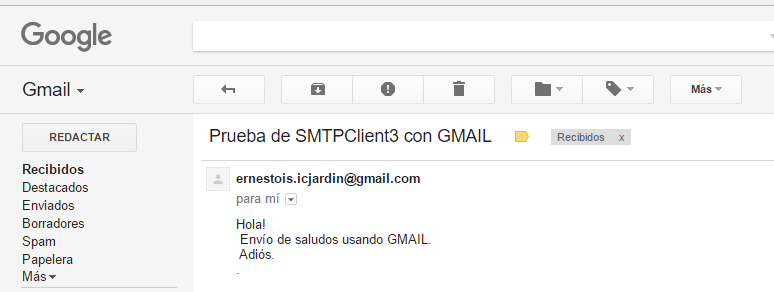 Google
Gmail
Más
REDACTAR
Prueba de SMTPClient3 con GMAIL
Recibidos x
Recibidos
Destacados
Enviados
Borradores
Spam
Papelera
Más
ernestois.icjardin@gmail.com
para mí
Hola!
Envío de saludos usando GMAIL.
Adiós.
.